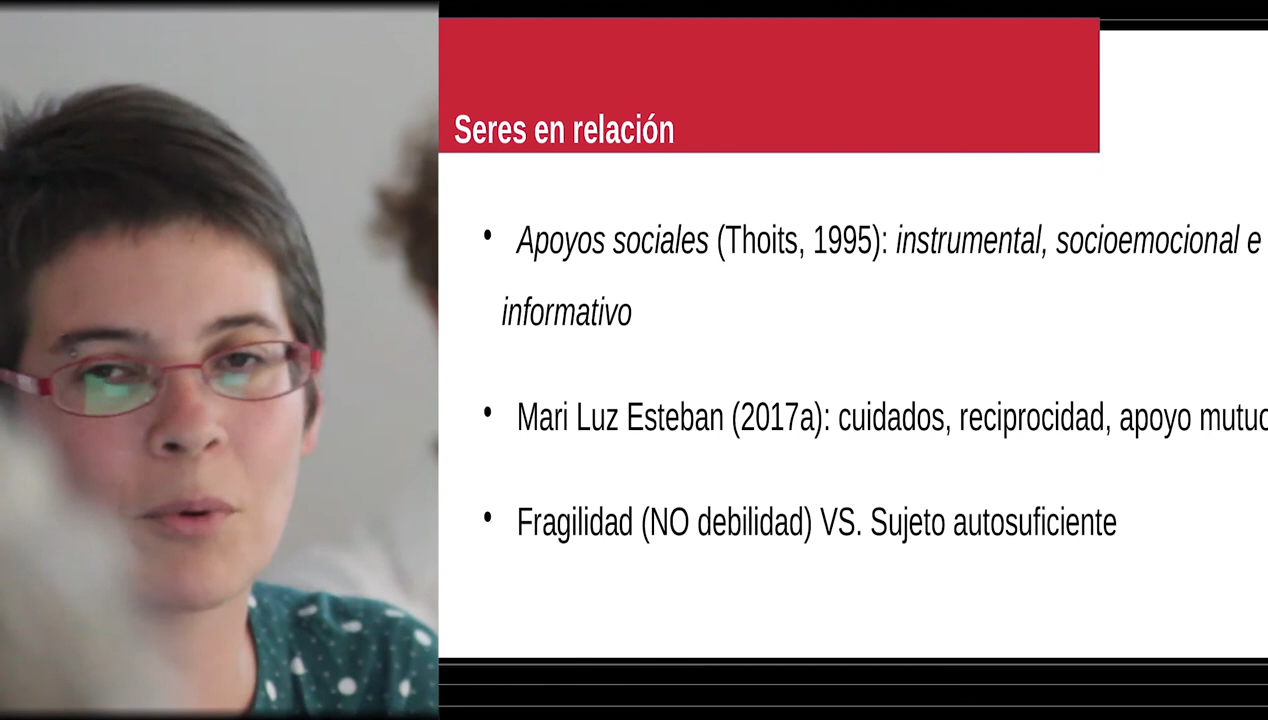 Seres en relación
• Apoyos sociales (Thoits, 1995): instrumental, socioemocional e
informativo
• Mari Luz Esteban (2017a): cuidados, reciprocidad, apoyo mutuo
• Fragilidad (NO debilidad) VS. Sujeto autosuficiente